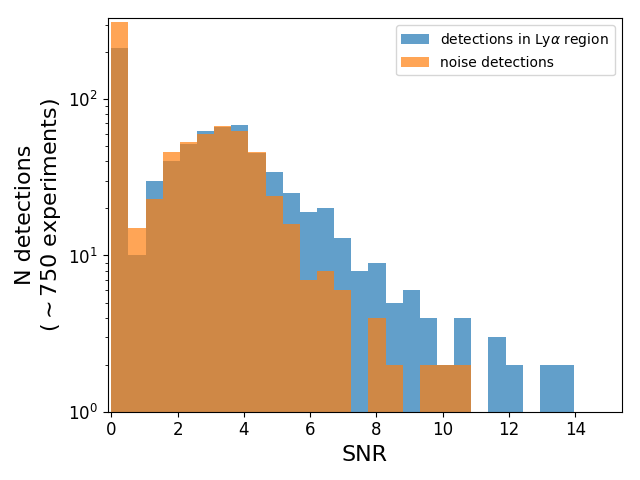 detections in Lyα region
noise detections
10²
10¹
10⁰
N detections
(~750 experiments)
0 2 4 6 8 10 12 14
SNR